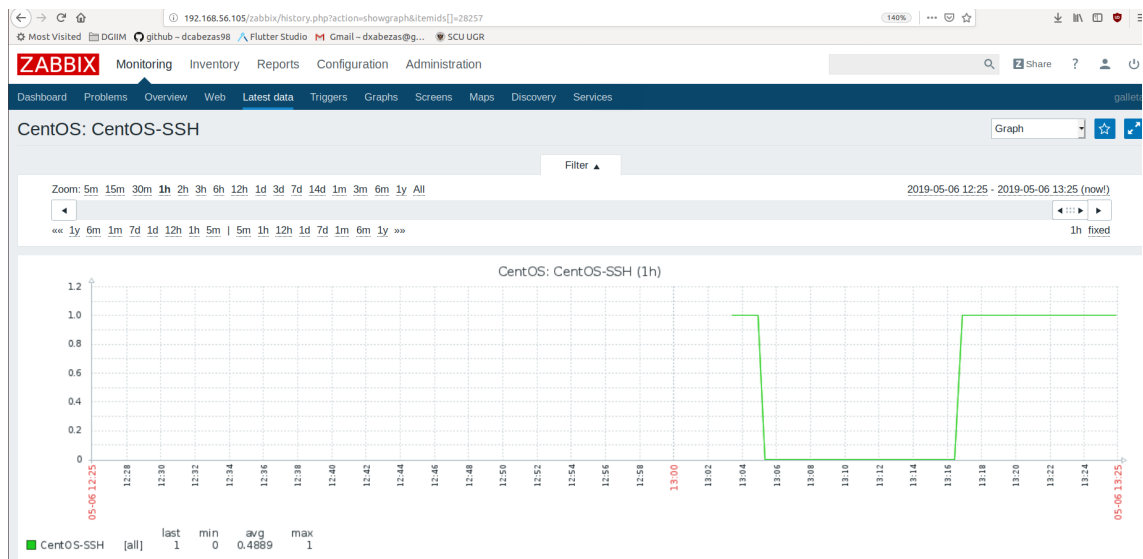 192.168.56.105/zabbix/history.php?action=showgraph&itemids[]=28257 140%
Most Visited DGIIM github ~ dcabezas98 Flutter Studio Gmail ~ dxabezas@g... SCU UGR
ZABBIX Monitoring Inventory Reports Configuration Administration Z Share ?
Dashboard Problems Overview Web Latest data Triggers Graphs Screens Maps Discovery Services galleta
CentOS: CentOS-SSH Graph
Filter ▲
Zoom: 5m 15m 30m 1h 2h 3h 6h 12h 1d 3d 7d 14d 1m 3m 6m 1y All 2019-05-06 12:25 - 2019-05-06 13:25 (now!)
«« 1y 6m 1m 7d 1d 12h 1h 5m | 5m 1h 12h 1d 7d 1m 6m 1y »» 1h fixed
CentOS: CentOS-SSH (1h)
1.2
1.0
0.8
0.6
0.4
0.2
0
05-06 12:25 12:28 12:30 12:32 12:34 12:36 12:38 12:40 12:42 12:44 12:46 12:48 12:50 12:52 12:54 12:56 12:58 13:00 13:02 13:04 13:06 13:08 13:10 13:12 13:14 13:16 13:18 13:20 13:22 13:24 05-06 13:25
last min avg max
CentOS-SSH [all] 1 0 0.4889 1